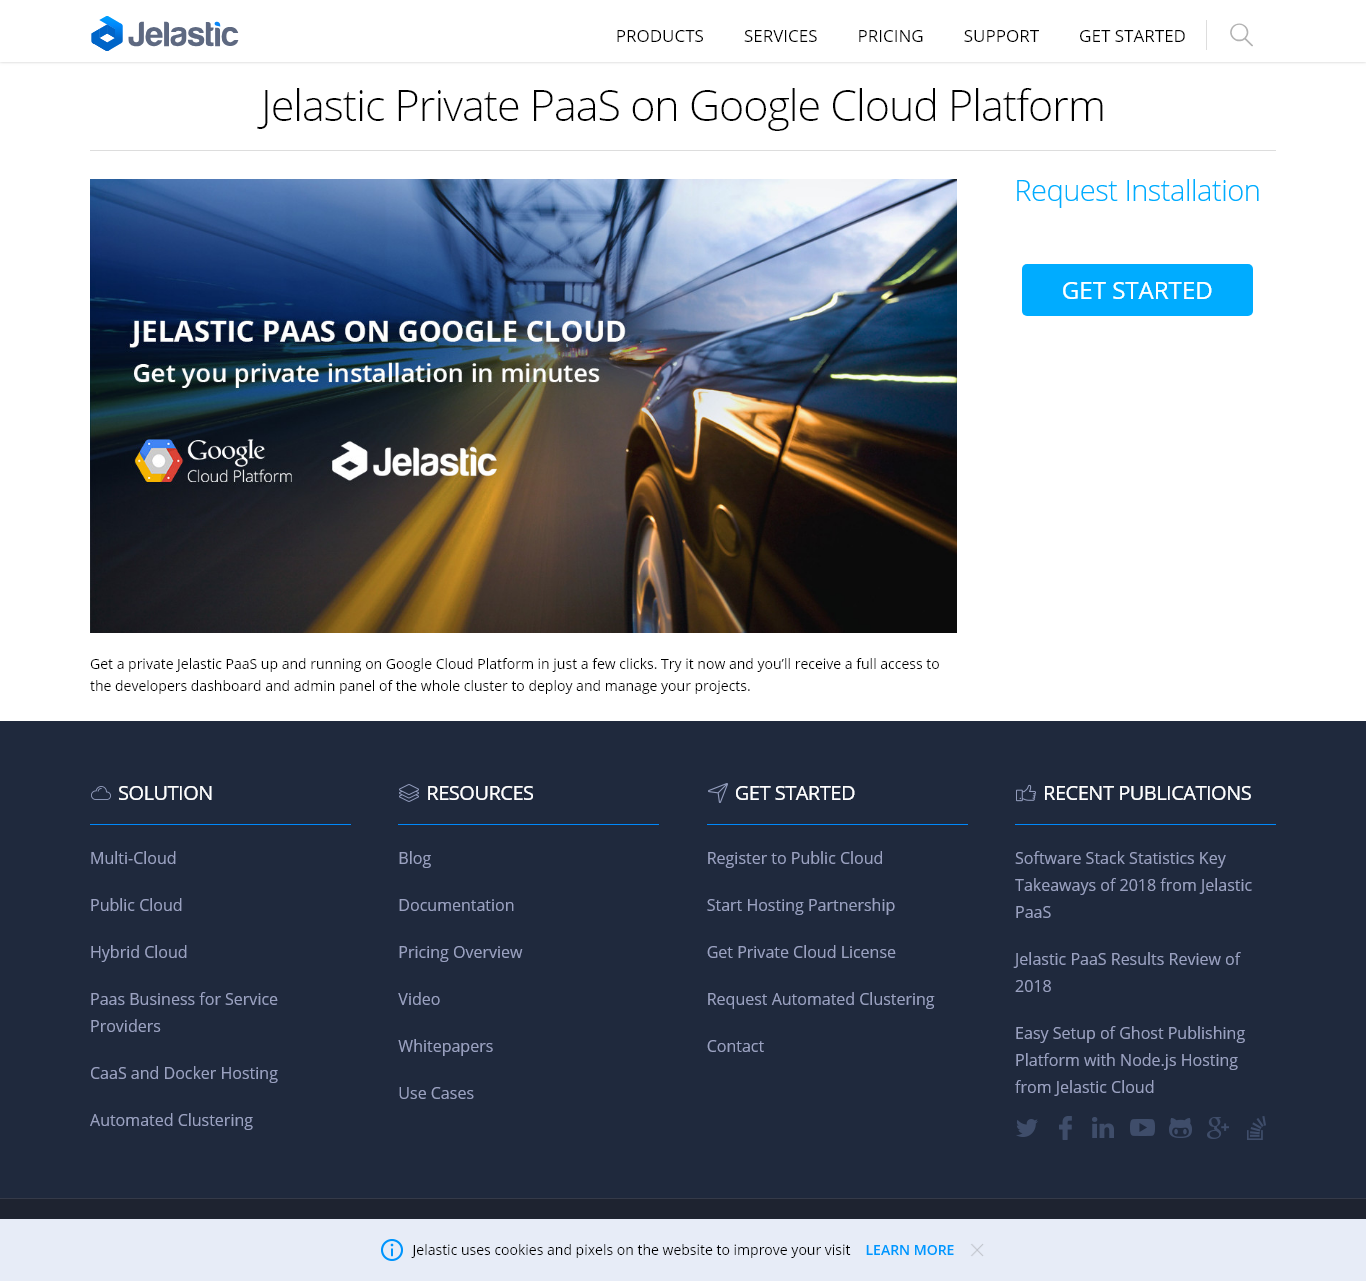 Jelastic
PRODUCTS
SERVICES
PRICING
SUPPORT
GET STARTED
Jelastic Private PaaS on Google Cloud Platform
JELASTIC PAAS ON GOOGLE CLOUD
Get you private installation in minutes
Google
Cloud Platform
Jelastic
Request Installation
GET STARTED
Get a private Jelastic PaaS up and running on Google Cloud Platform in just a few clicks. Try it now and you’ll receive a full access to
the developers dashboard and admin panel of the whole cluster to deploy and manage your projects.
SOLUTION
Multi-Cloud
Public Cloud
Hybrid Cloud
Paas Business for Service
Providers
CaaS and Docker Hosting
Automated Clustering
RESOURCES
Blog
Documentation
Pricing Overview
Video
Whitepapers
Use Cases
GET STARTED
Register to Public Cloud
Start Hosting Partnership
Get Private Cloud License
Request Automated Clustering
Contact
RECENT PUBLICATIONS
Software Stack Statistics Key
Takeaways of 2018 from Jelastic
PaaS
Jelastic PaaS Results Review of
2018
Easy Setup of Ghost Publishing
Platform with Node.js Hosting
from Jelastic Cloud
Jelastic uses cookies and pixels on the website to improve your visit
LEARN MORE